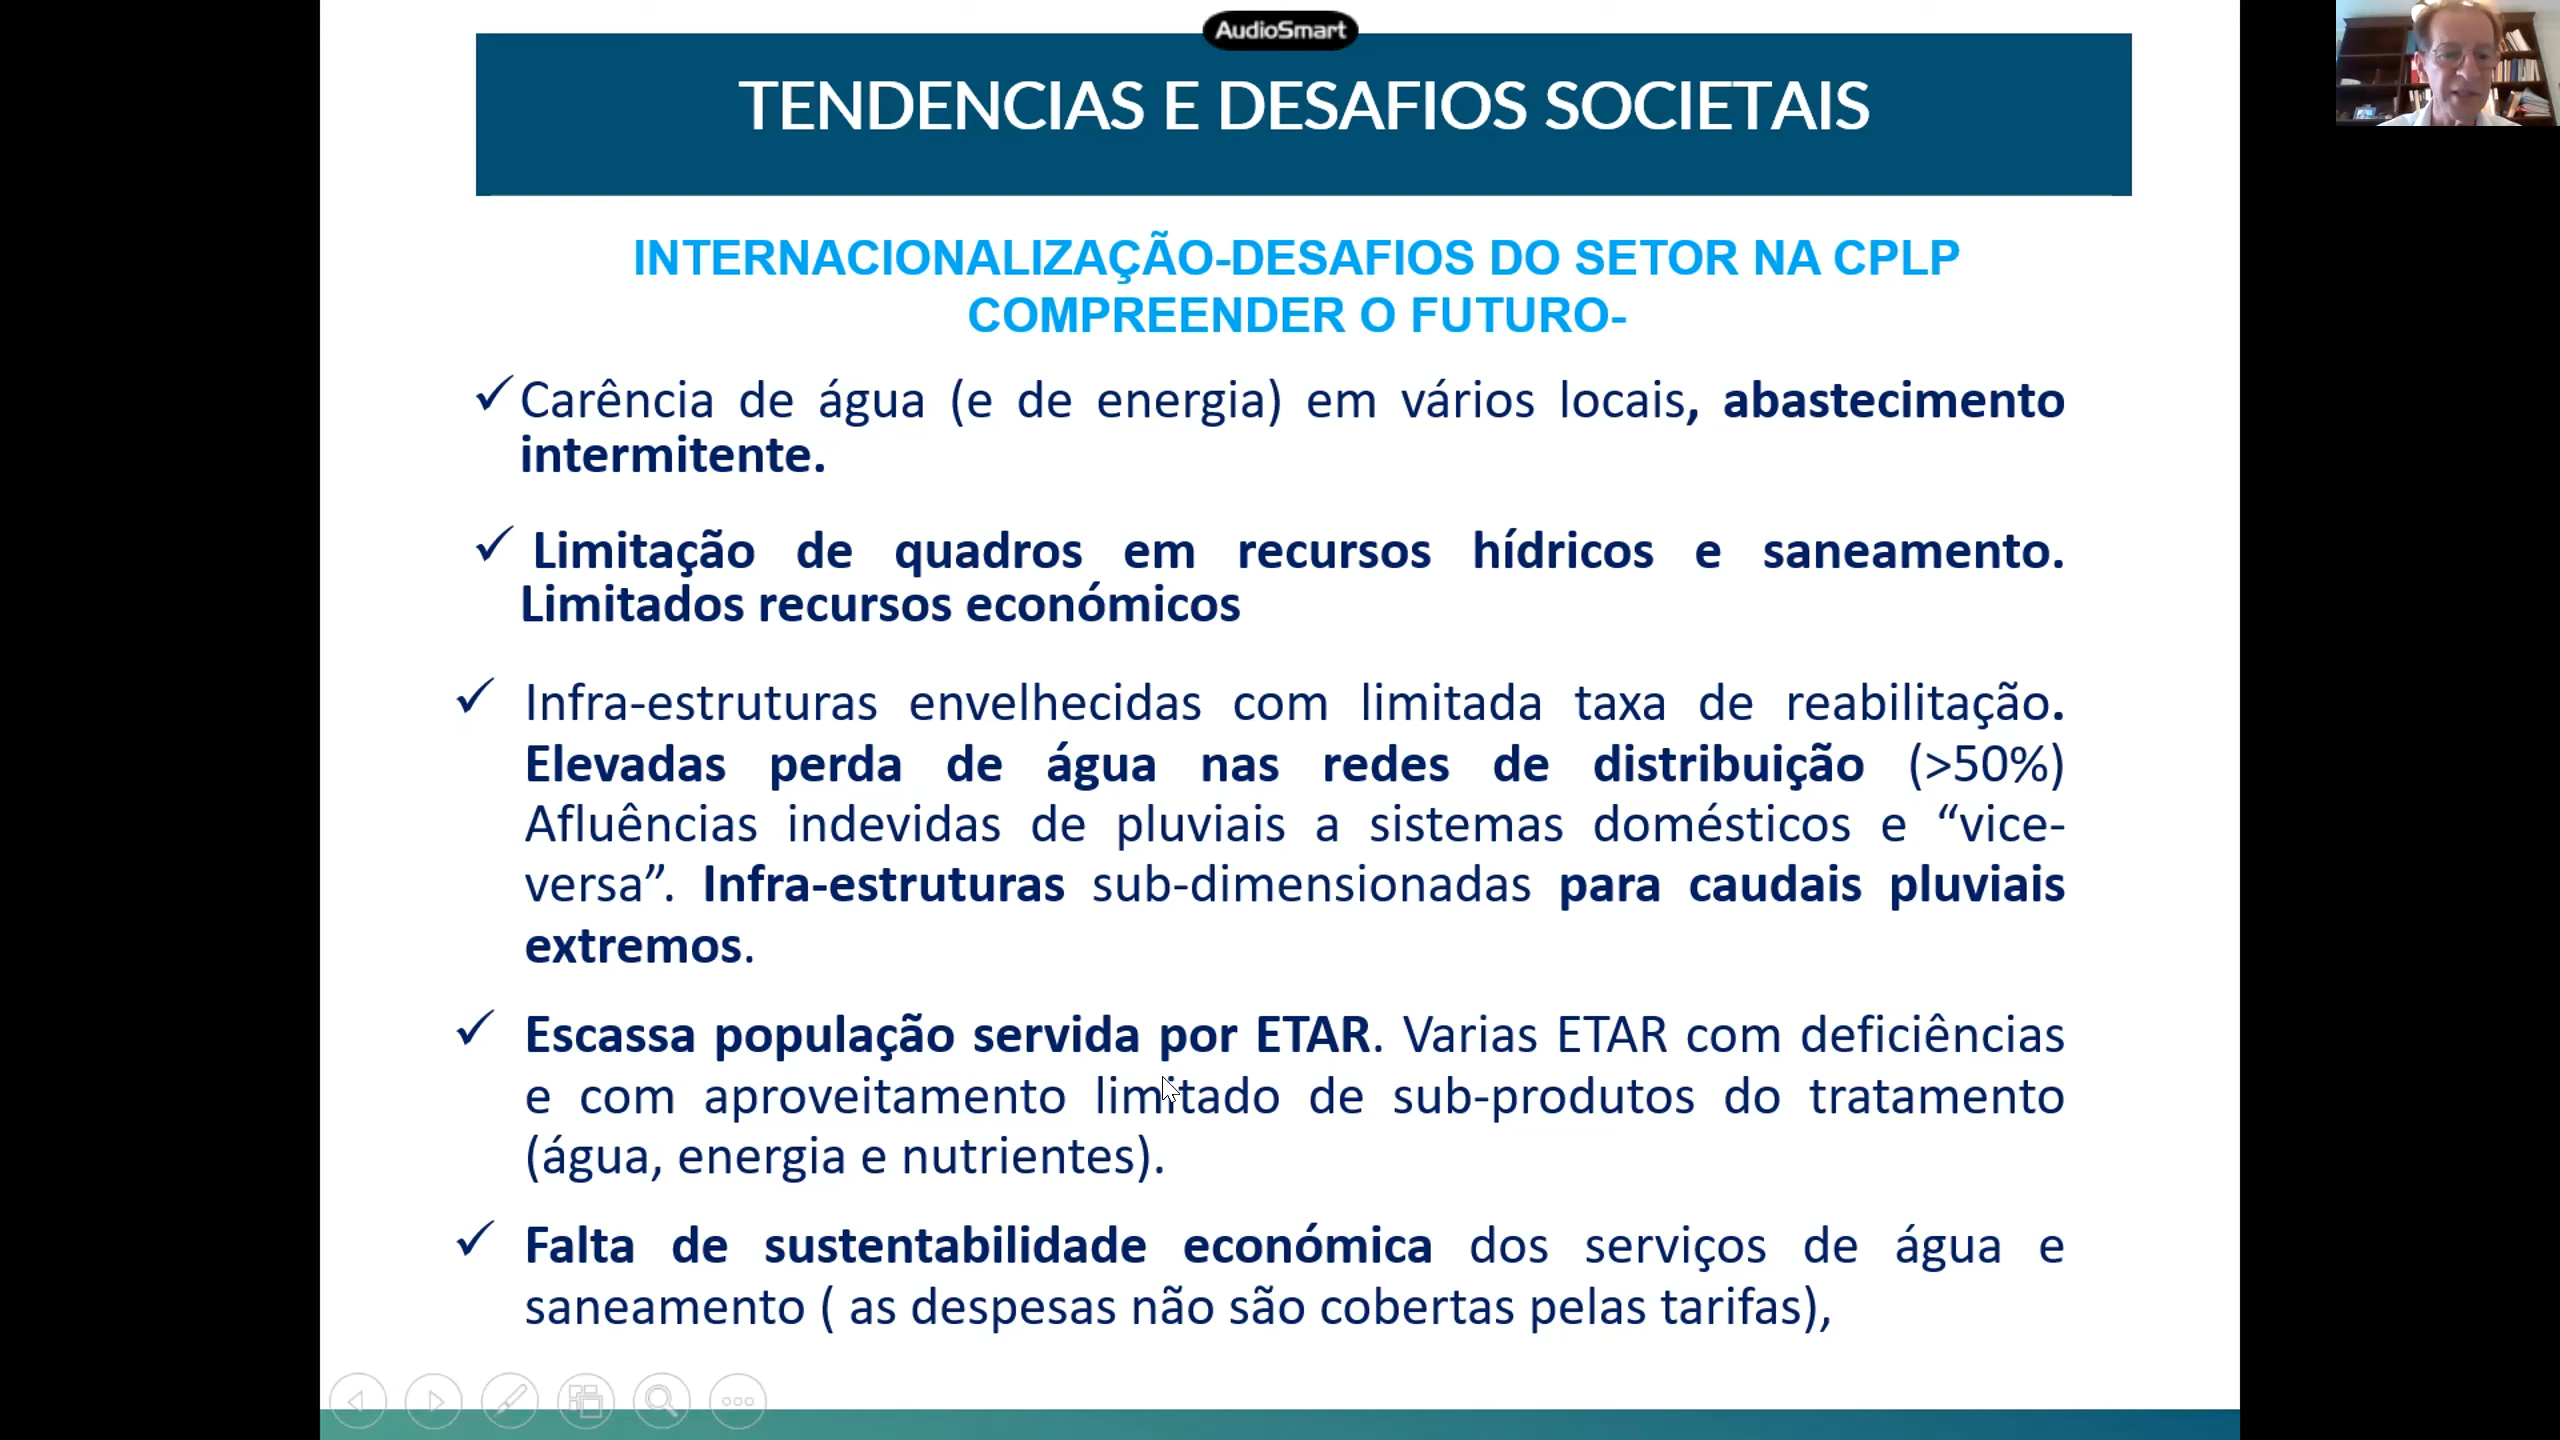 AudioSmart
TENDENCIAS E DESAFIOS SOCIETAIS
INTERNACIONALIZAÇÃO-DESAFIOS DO SETOR NA CPLP
COMPREENDER O FUTURO-
✓ Carência de água (e de energia) em vários locais, abastecimento
intermitente.
✓ Limitação de quadros em recursos hídricos e saneamento.
Limitados recursos económicos
✓ Infra-estruturas envelhecidas com limitada taxa de reabilitação.
Elevadas perda de água nas redes de distribuição (>50%)
Afluências indevidas de pluviais a sistemas domésticos e “vice-
versa”. Infra-estruturas sub-dimensionadas para caudais pluviais
extremos.
✓ Escassa população servida por ETAR. Varias ETAR com deficiências
e com aproveitamento limitado de sub-produtos do tratamento
(água, energia e nutrientes).
✓ Falta de sustentabilidade económica dos serviços de água e
saneamento ( as despesas não são cobertas pelas tarifas),